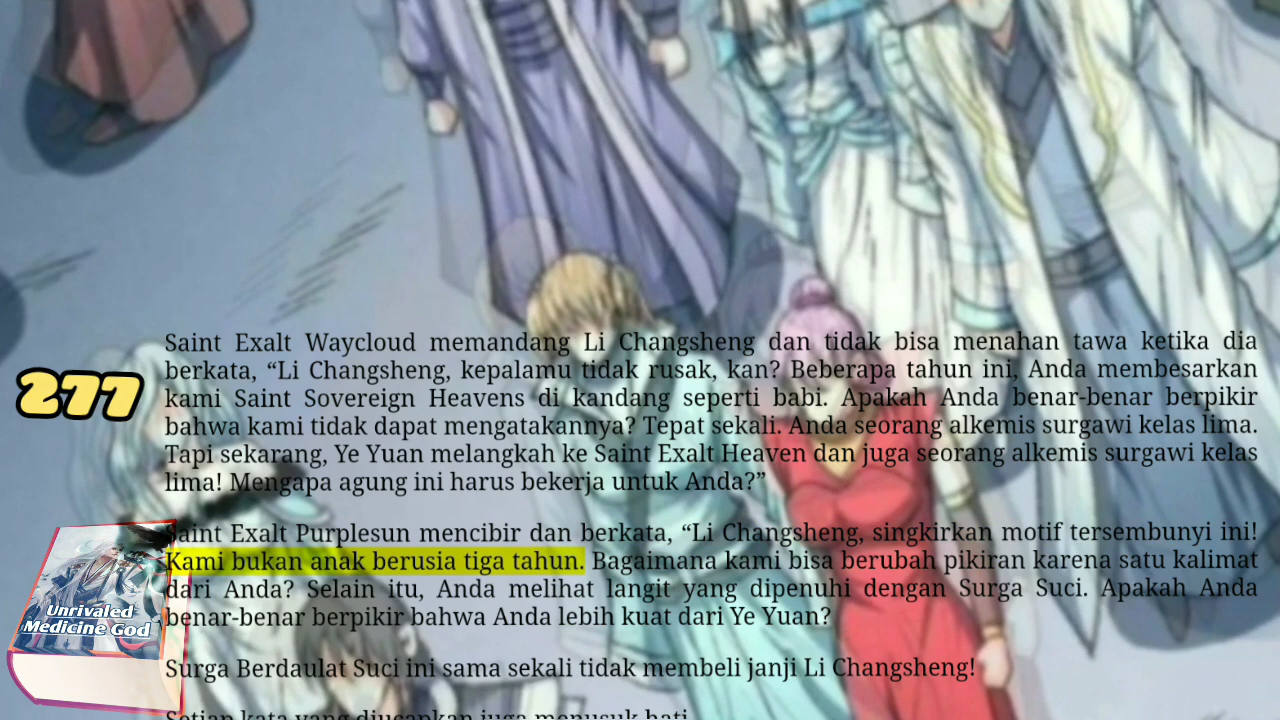 Saint Exalt Waycloud memandang Li Changsheng dan tidak bisa menahan tawa ketika dia
berkata, “Li Changsheng, kepalamu tidak rusak, kan? Beberapa tahun ini, Anda membesarkan
kami Saint Sovereign Heavens di kandang seperti babi. Apakah Anda benar-benar berpikir
bahwa kami tidak dapat mengatakannya? Tepat sekali. Anda seorang alkemis surgawi kelas lima.
Tapi sekarang, Ye Yuan melangkah ke Saint Exalt Heaven dan juga seorang alkemis surgawi kelas
lima! Mengapa agung ini harus bekerja untuk Anda?”
277
Saint Exalt Purplesun mencibir dan berkata, “Li Changsheng, singkirkan motif tersembunyi ini!
Kami bukan anak berusia tiga tahun. Bagaimana kami bisa berubah pikiran karena satu kalimat
dari Anda? Selain itu, Anda melihat langit yang dipenuhi dengan Surga Suci. Apakah Anda
benar-benar berpikir bahwa Anda lebih kuat dari Ye Yuan?
Unrivaled
Medicine God
Surga Berdaulat Suci ini sama sekali tidak membeli janji Li Changsheng!
Setiap kata yang diucapkan juga menusuk hati